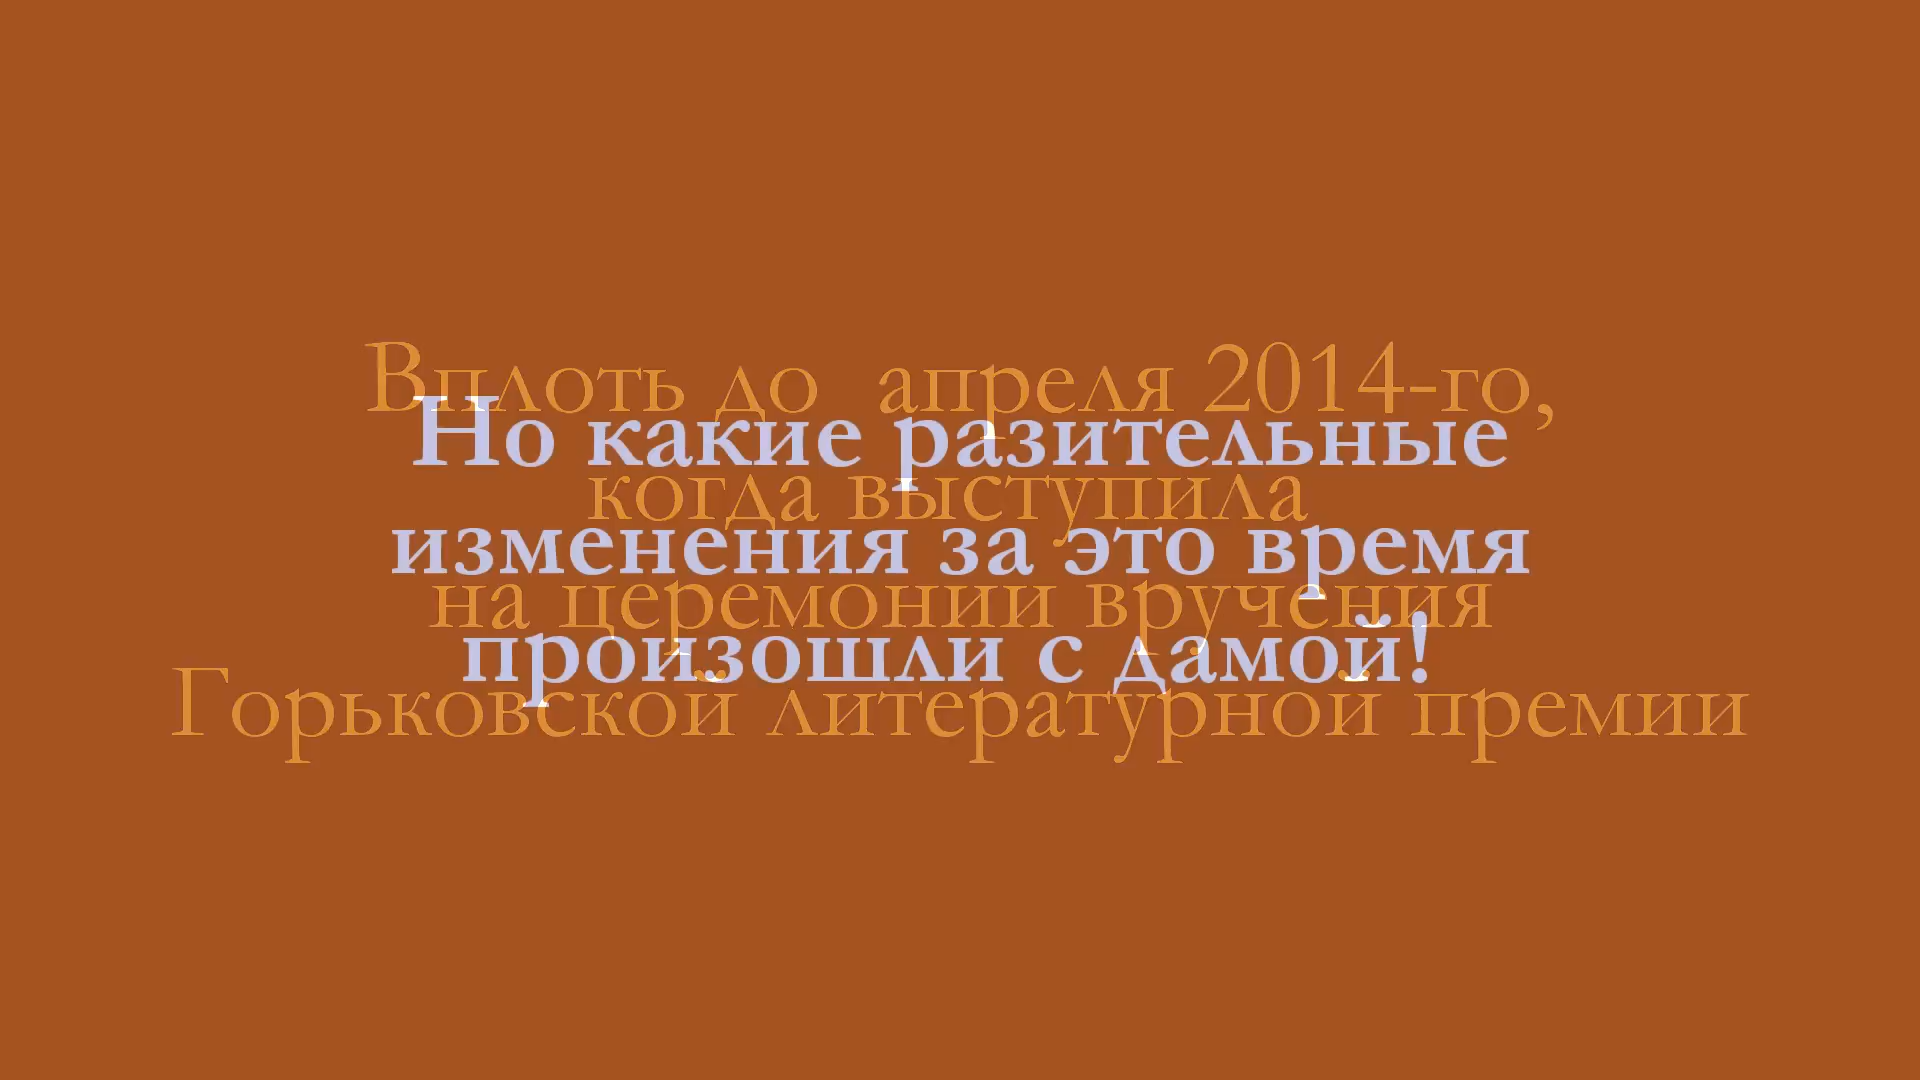 Вплоть до апреля 2014-го,
когда выступила
на церемонии вручения
Горьковской литературной премии
Но какие разительные
изменения за это время
произошли с дамой!